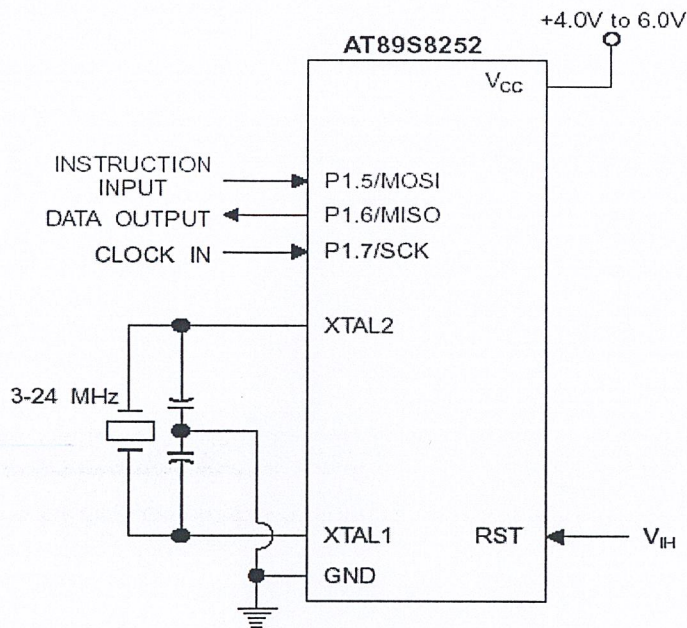 +4.0V to 6.0V
AT89S8252
VCC
INSTRUCTION
INPUT
P1.5/MOSI
DATA OUTPUT
P1.6/MISO
CLOCK IN
P1.7/SCK
XTAL2
3-24 MHz
XTAL1
RST
VIH
GND